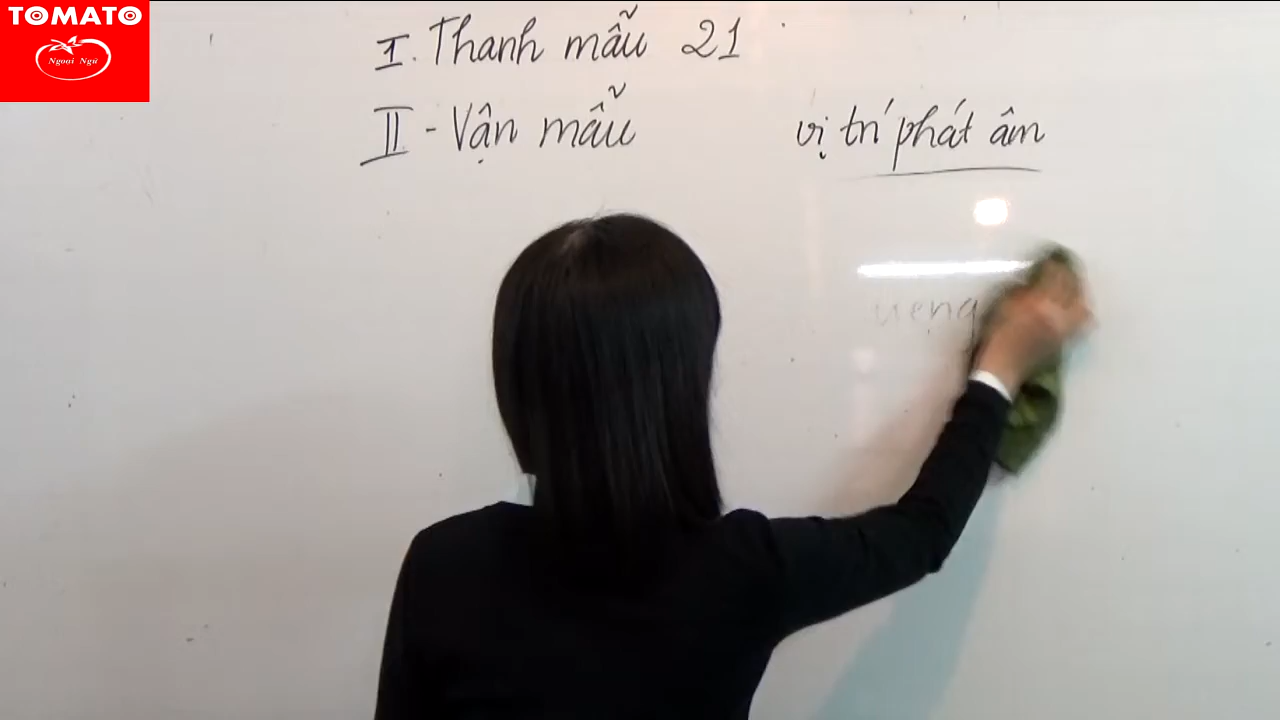 TOMATO
Ngoại Ngữ
I. Thanh mẫu 21
II - Vận mẫu
vị trí phát âm
ueng